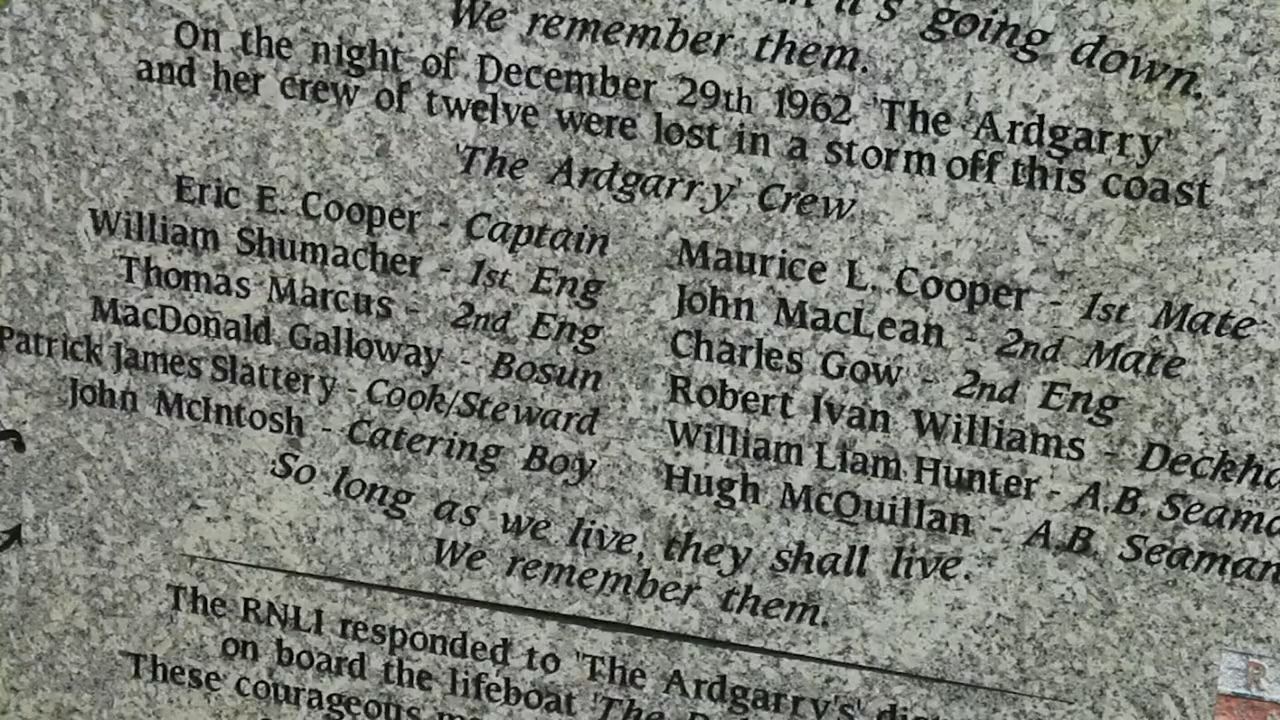 it's going down.
We remember them.
On the night of December 29th 1962 'The 'Ardgarry'
and her crew of twelve were lost in a storm off this coast
'The Ardgarry' Crew
Eric E. Cooper - Captain
William Shumacher - 1st Eng
Thomas Marcus - 2nd Eng
MacDonald Galloway - Bosun
Patrick James Slattery - Cook/Steward
John McIntosh - Catering Boy
Maurice L. Cooper - 1st Mate
John MacLean - 2nd Mate
Charles Gow - 2nd Eng
Robert Ivan Williams - Deckha
William Liam Hunter - A.B. Seama
Hugh McQuillan - A.B. Seaman
So long as we live, they shall live.
We remember them.
The RNLI responded to 'The Ardgarry's'
on board the lifeboat 'The
These courageous
R